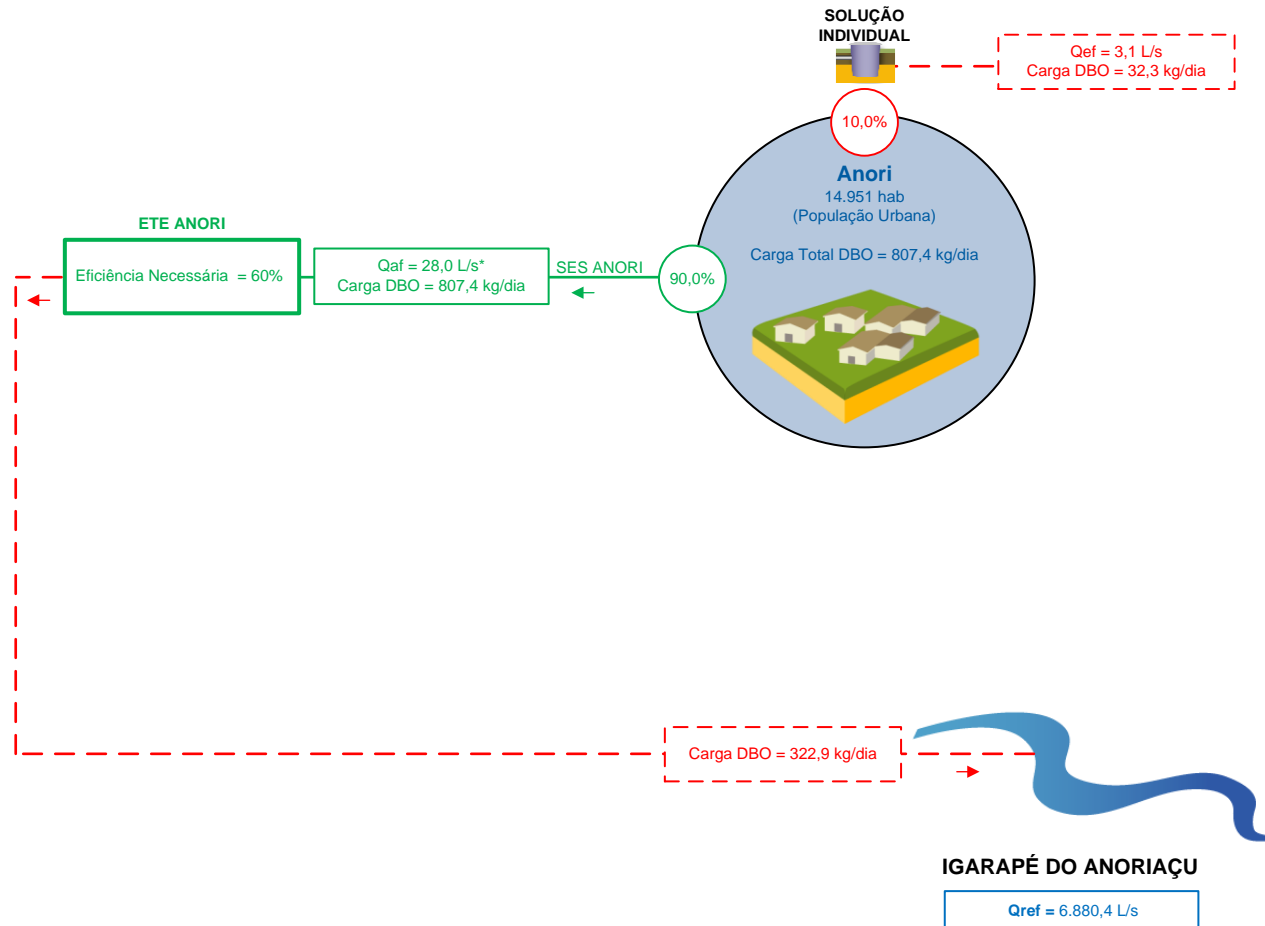 SOLUÇÃO
INDIVIDUAL
Qef = 3,1 L/s
Carga DBO = 32,3 kg/dia
10,0%
Anori
14.951 hab
(População Urbana)
Carga Total DBO = 807,4 kg/dia
ETE ANORI
Eficiência Necessária = 60%
Qaf = 28,0 L/s*
Carga DBO = 807,4 kg/dia
SES ANORI
90,0%
Carga DBO = 322,9 kg/dia
IGARAPÉ DO ANORIAÇU
Qref = 6.880,4 L/s